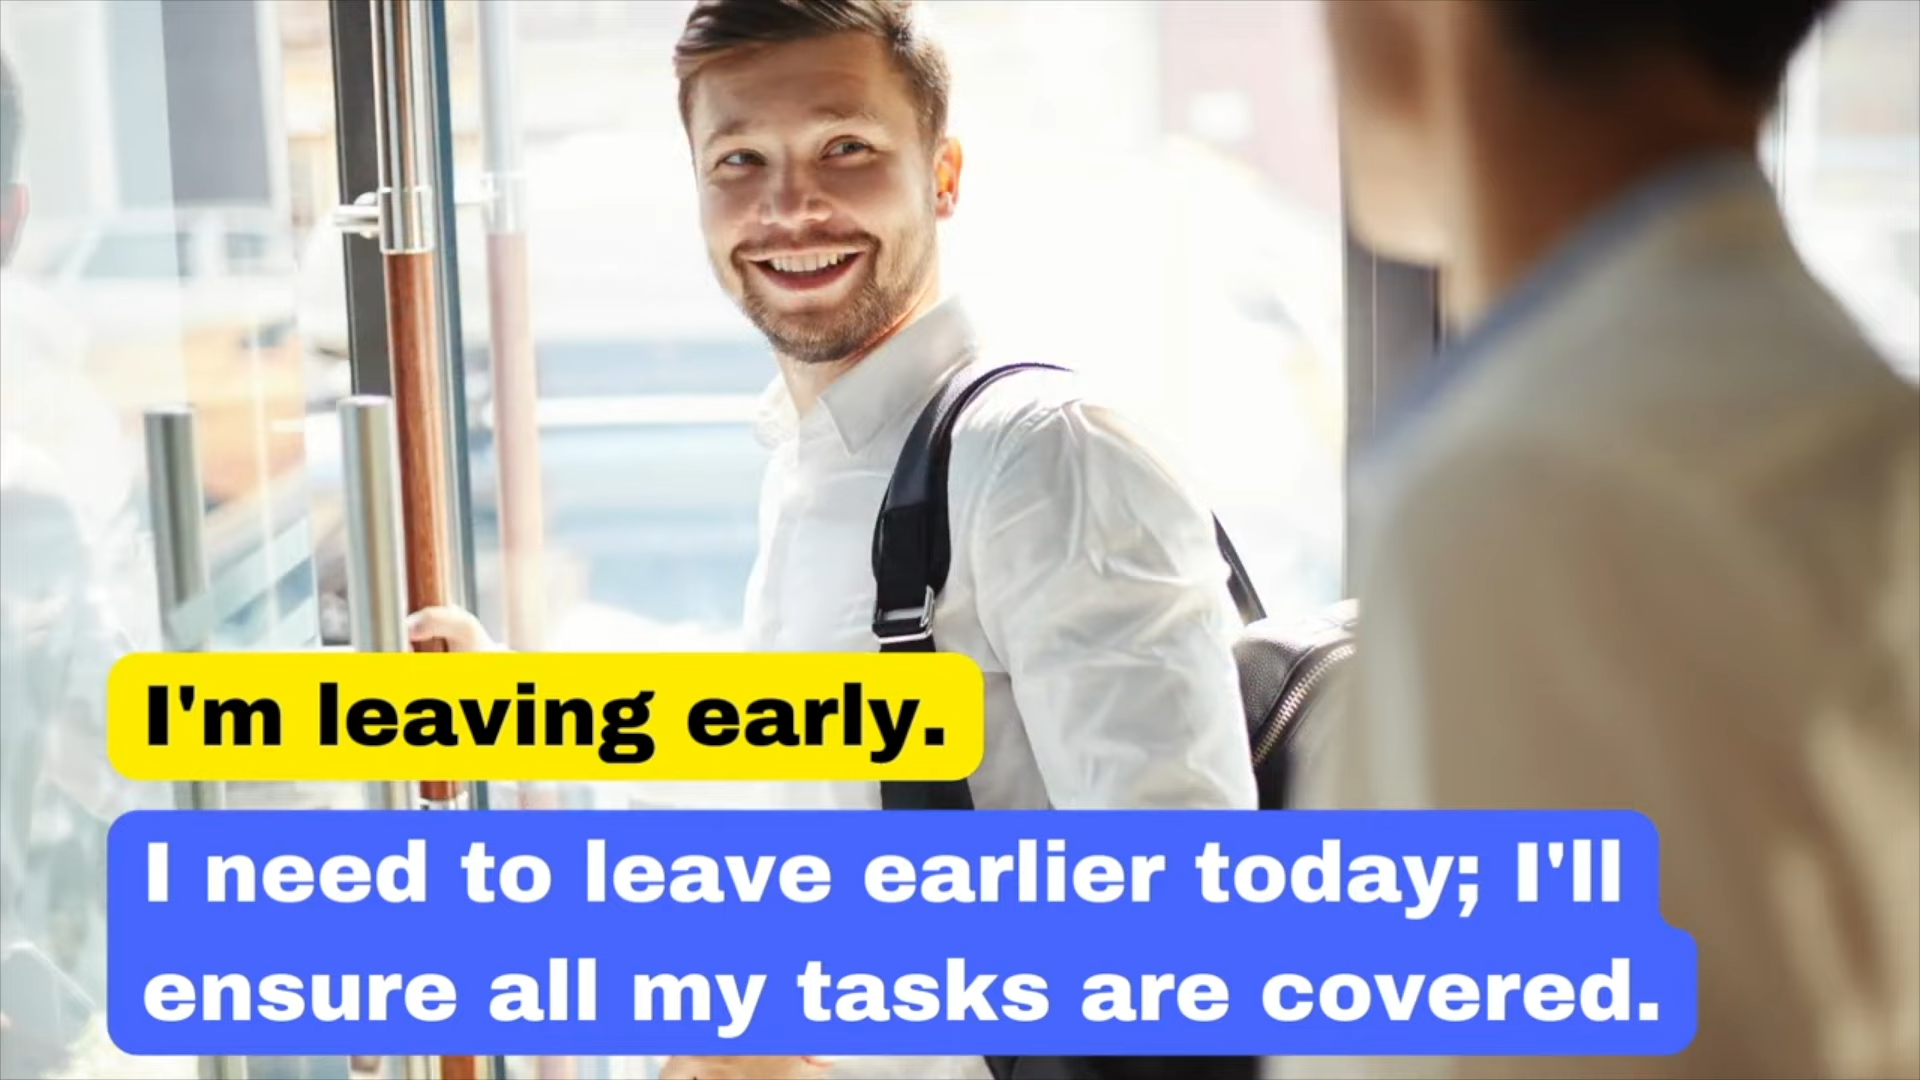 I'm leaving early.
I need to leave earlier today; I'll
ensure all my tasks are covered.